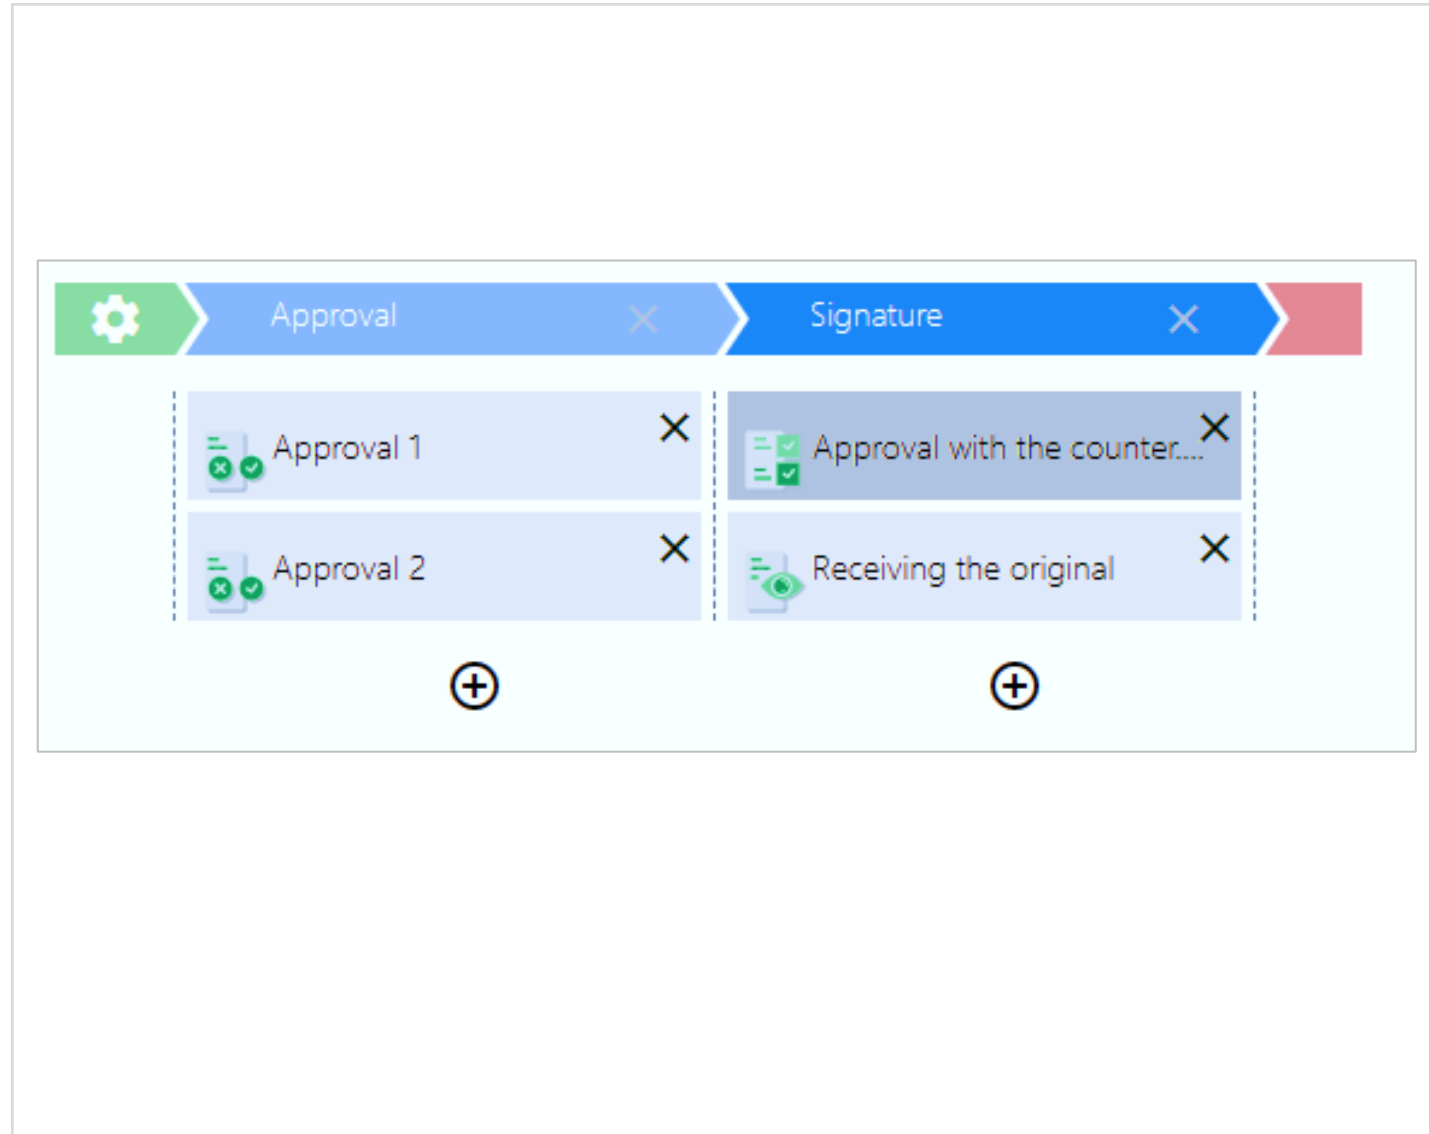 Approval
Signature
Approval 1
Approval with the counter....
Approval 2
Receiving the original